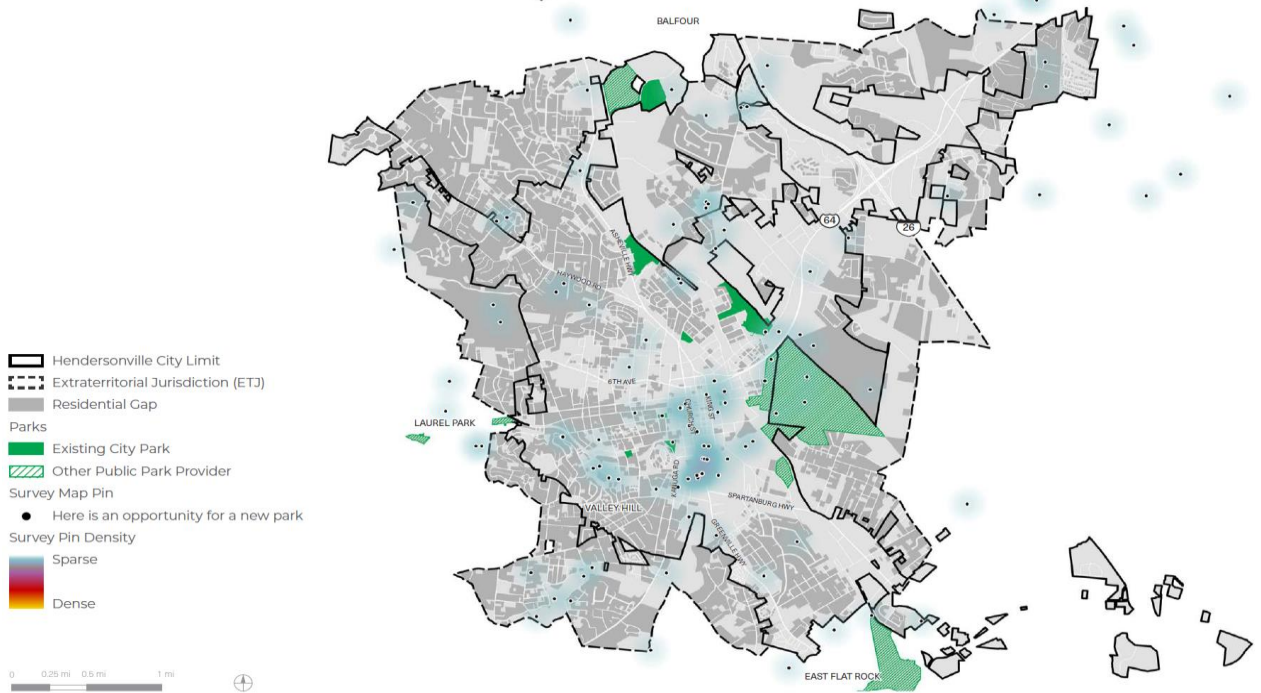 BALFOUR
64
26
ASHEVILLE HWY
HAYWOOD RD
Hendersonville City Limit
Extraterritorial Jurisdiction (ETJ)
6TH AVE
Residential Gap
KING ST
CHURCH ST
LAUREL PARK
Parks
Existing City Park
Other Public Park Provider
KANUGA RD
Survey Map Pin
SPARTANBURG HWY
VALLEY HILL
Here is an opportunity for a new park
GREENVILLE HWY
Survey Pin Density
Sparse
Dense
EAST FLAT ROCK
0 0.25 mi 0.5 mi 1 mi